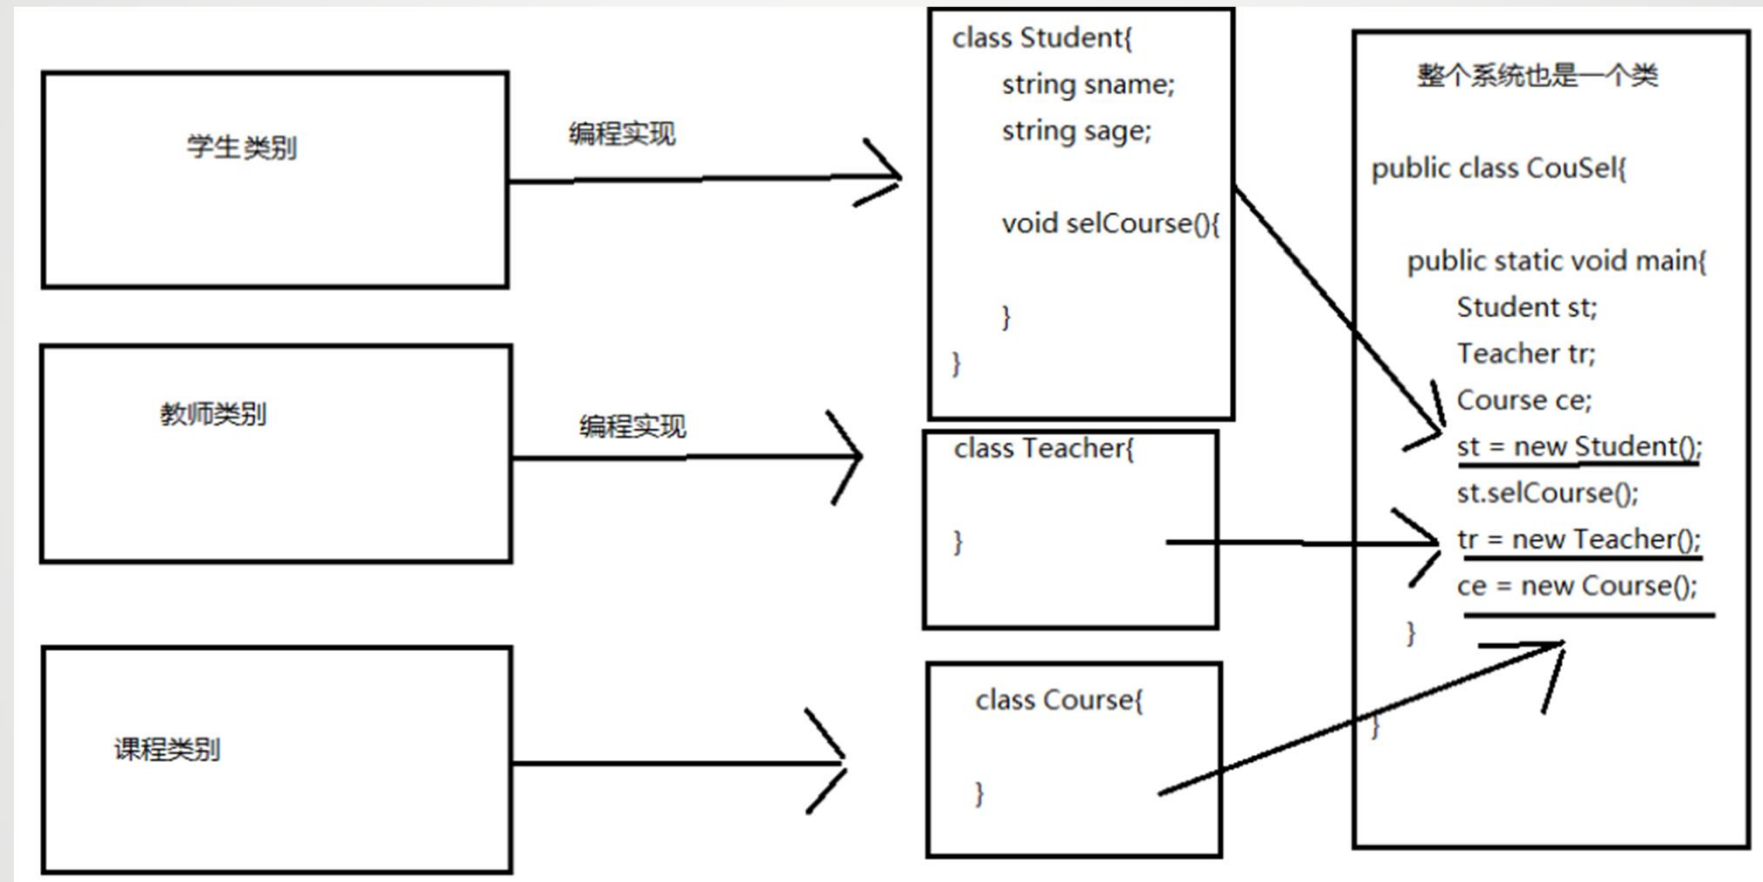 学生类别
编程实现
class Student{
string sname;
string sage;
void selCourse(){
}
}
教师类别
编程实现
class Teacher{
}
课程类别
class Course{
}
整个系统也是一个类
public class CouSel{
public static void main{
Student st;
Teacher tr;
Course ce;
st = new Student();
st.selCourse();
tr = new Teacher();
ce = new Course();
}
}